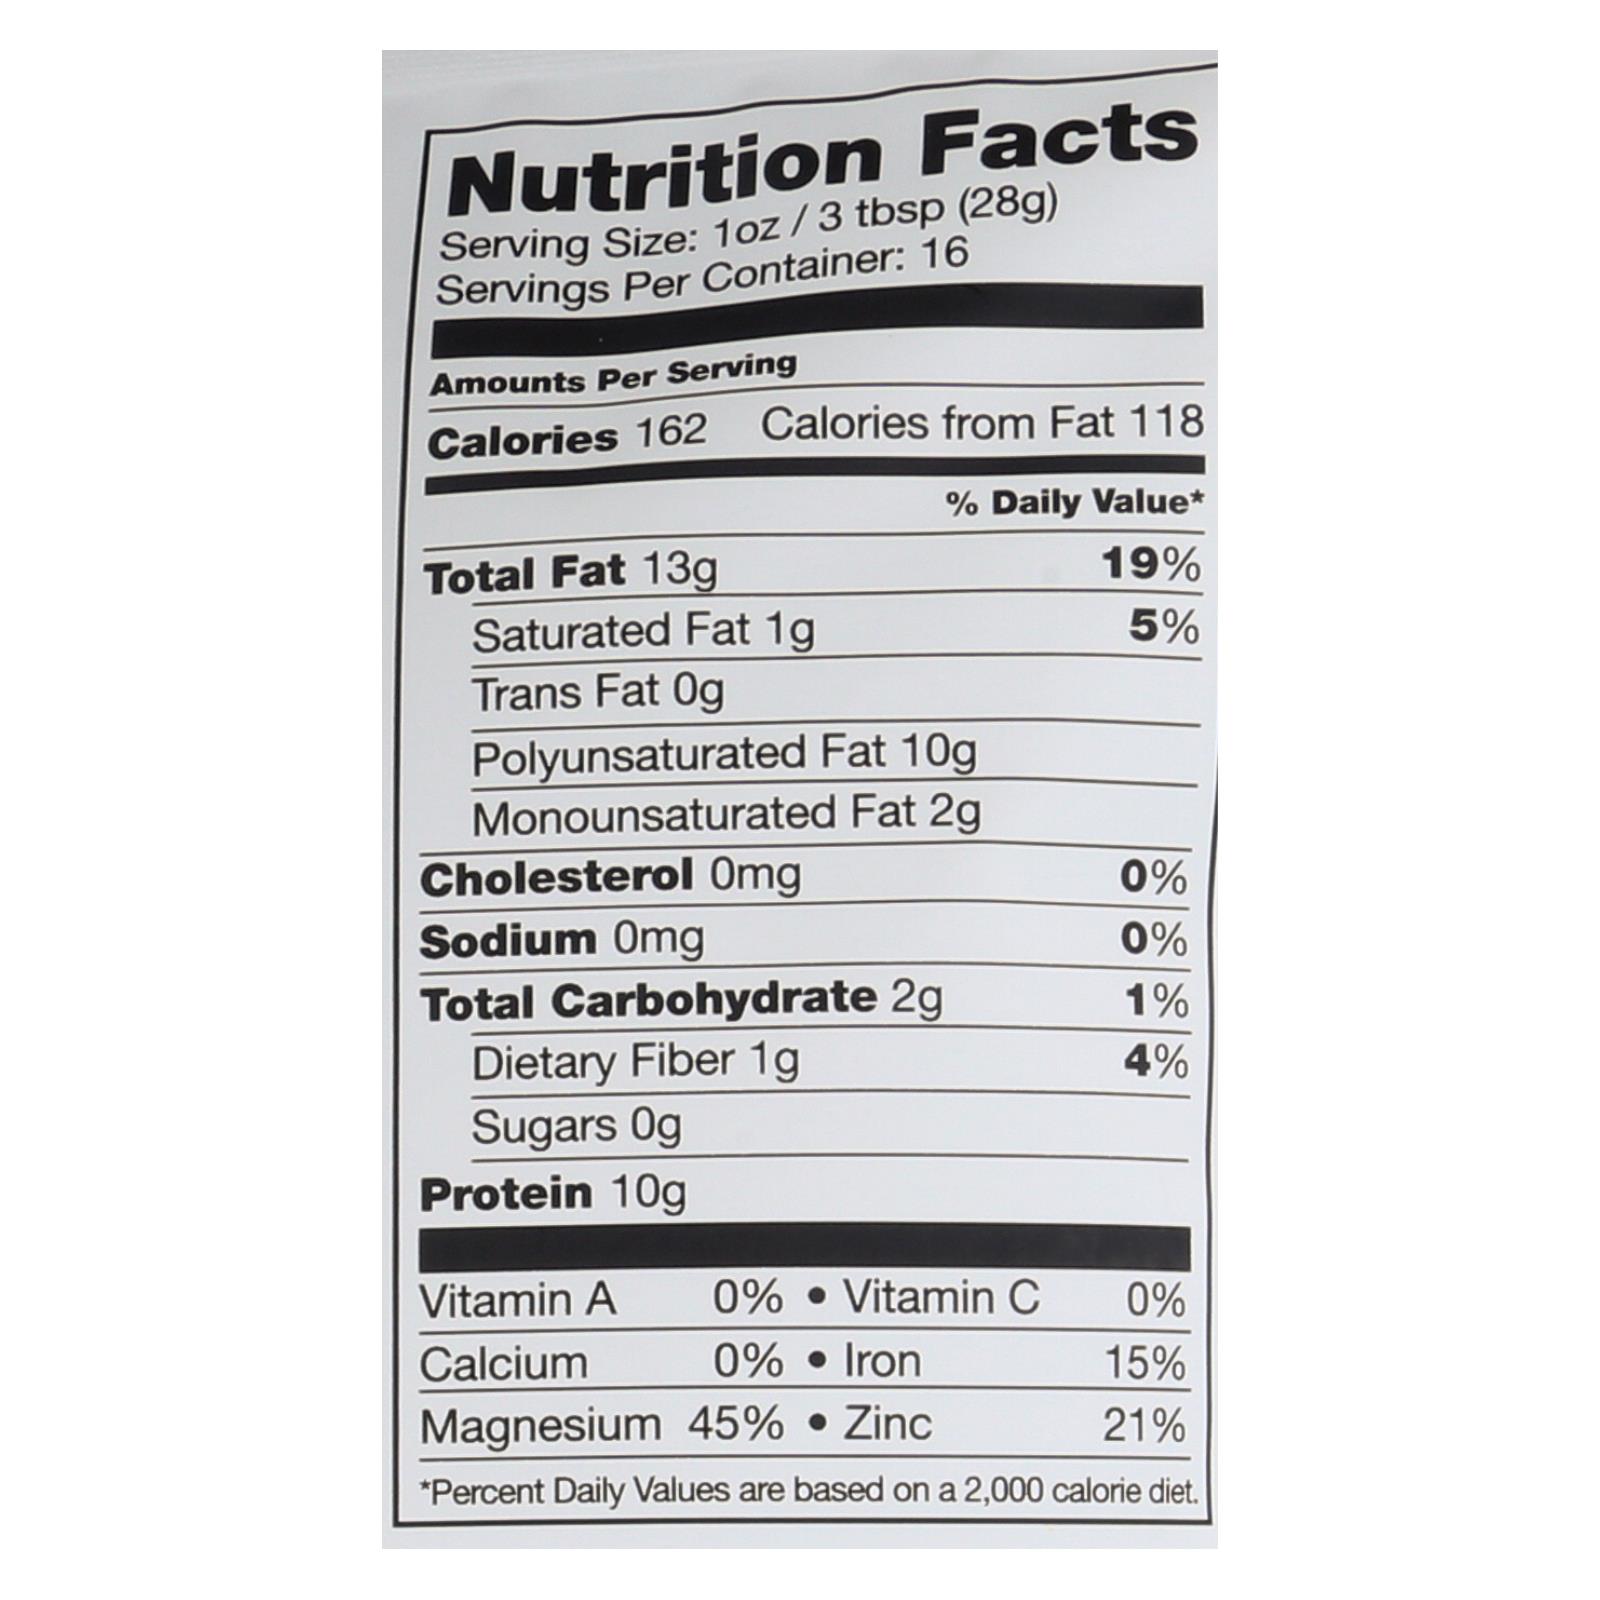 Nutrition Facts
Serving Size: 1oz / 3 tbsp (28g)
Servings Per Container: 16
Amounts Per Serving
Calories 162 Calories from Fat 118
% Daily Value*
Total Fat 13g 19%
Saturated Fat 1g 5%
Trans Fat 0g
Polyunsaturated Fat 10g
Monounsaturated Fat 2g
Cholesterol 0mg 0%
Sodium 0mg 0%
Total Carbohydrate 2g 1%
Dietary Fiber 1g 4%
Sugars 0g
Protein 10g
Vitamin A 0% • Vitamin C 0%
Calcium 0% • Iron 15%
Magnesium 45% • Zinc 21%
*Percent Daily Values are based on a 2,000 calorie diet.